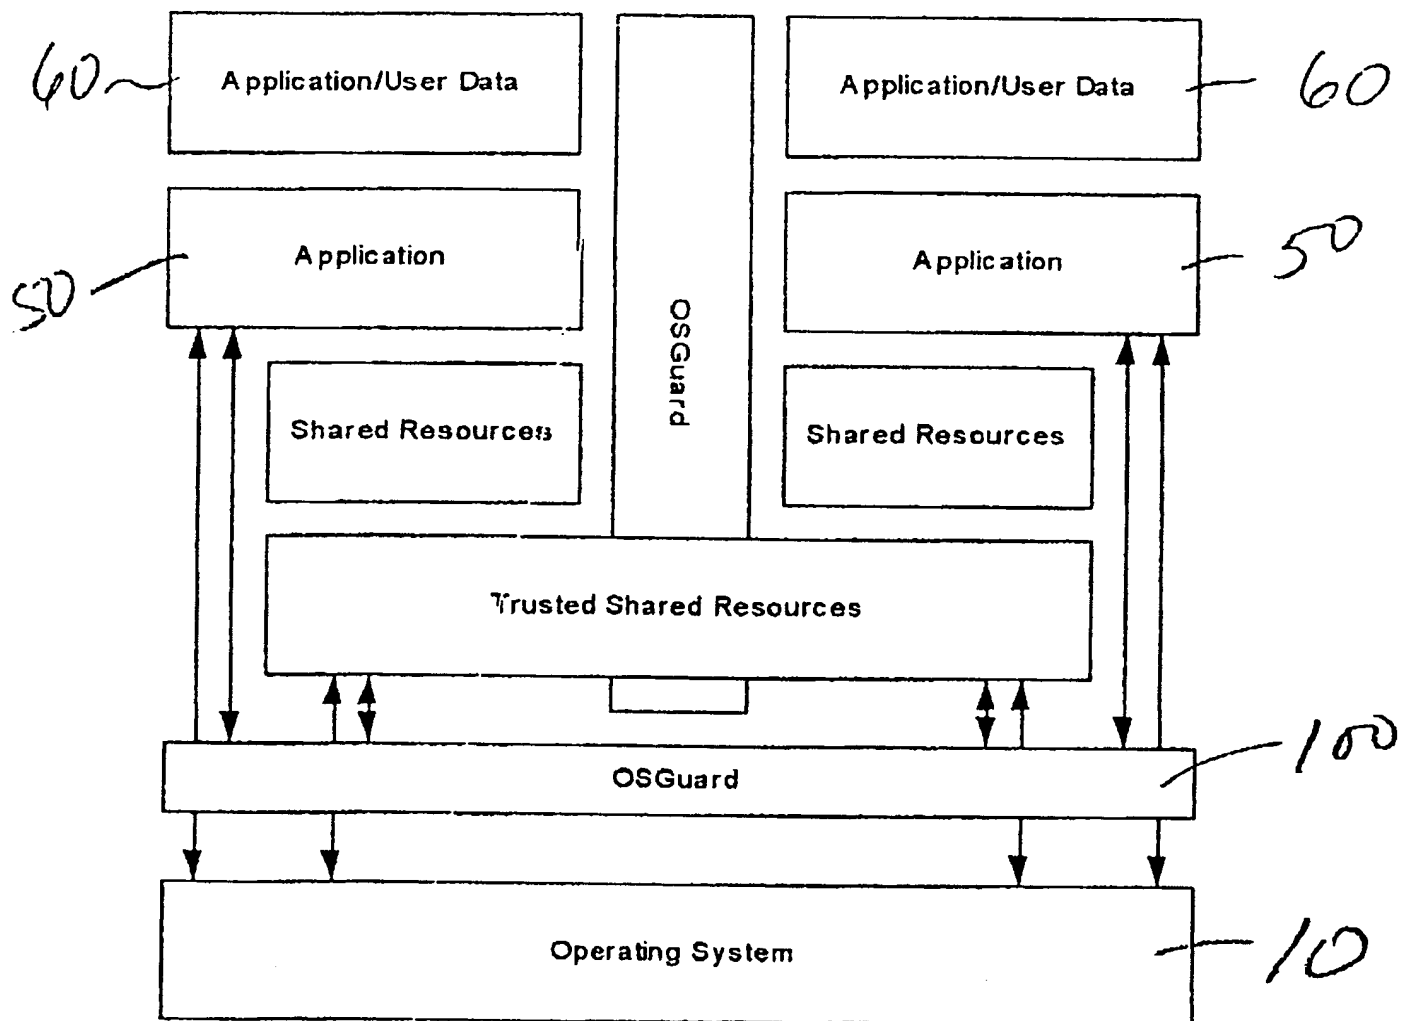 60 Application/User Data Application/User Data 60
50 Application Application 50
OSGuard
Shared Resources Shared Resources
Trusted Shared Resources
OSGuard 100
Operating System 10